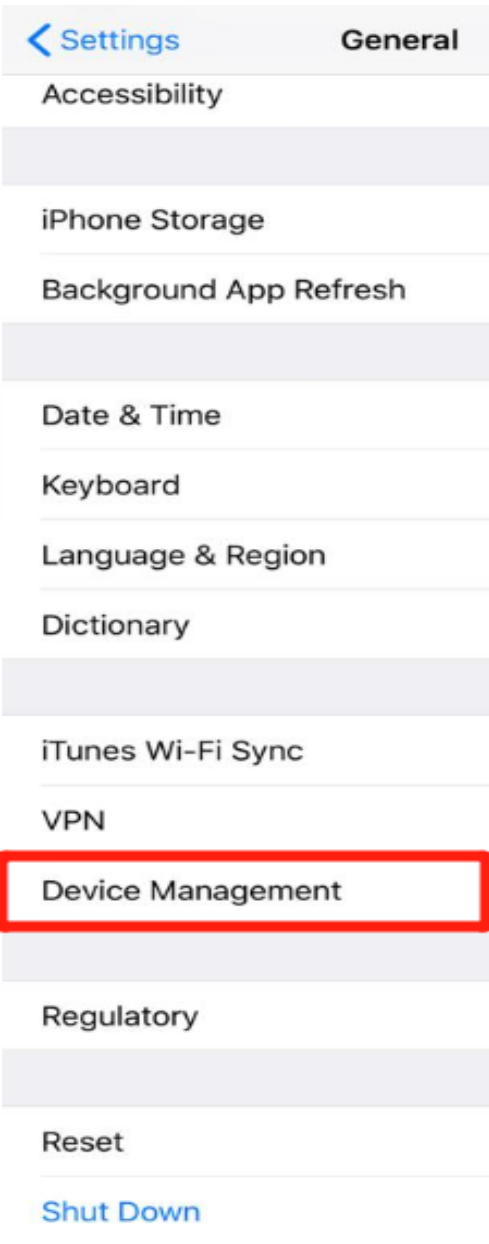 Settings General
Accessibility
iPhone Storage
Background App Refresh
Date & Time
Keyboard
Language & Region
Dictionary
iTunes Wi-Fi Sync
VPN
Device Management
Regulatory
Reset
Shut Down